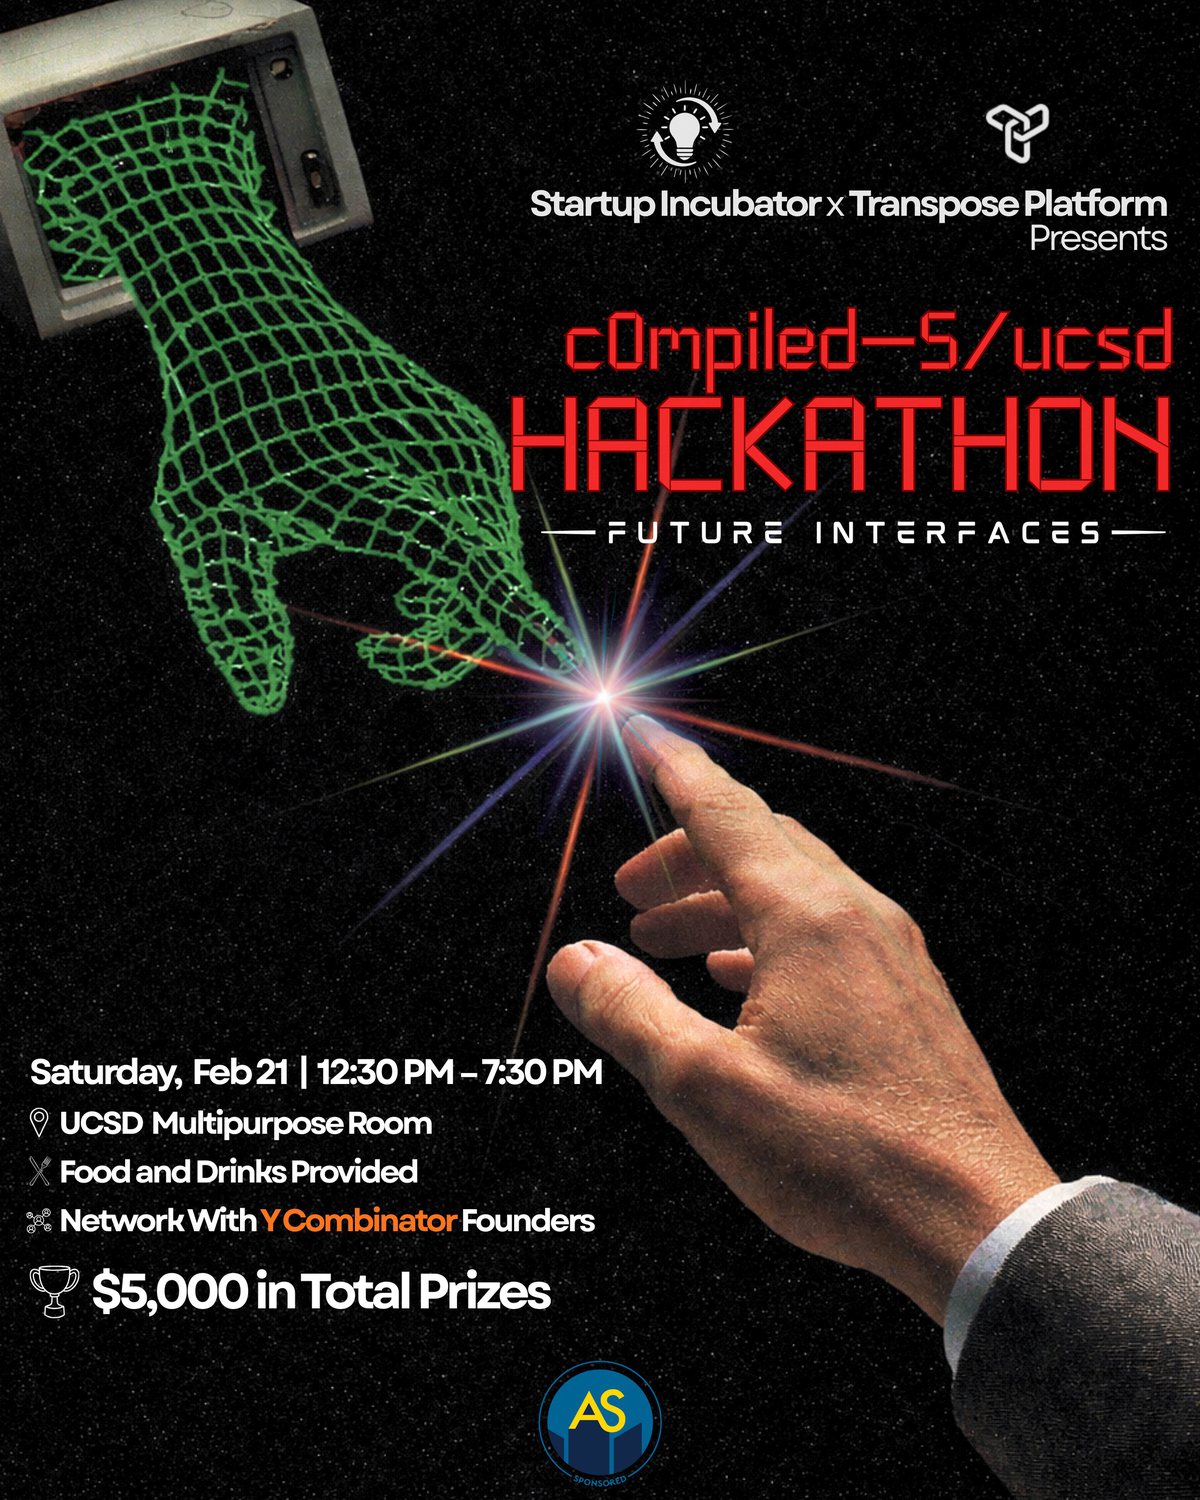 Startup Incubator x Transpose Platform
Presents
c0mpiled-S/ucsd
HACKATHON
FUTURE INTERFACES
Saturday, Feb 21 | 12:30 PM – 7:30 PM
UCSD Multipurpose Room
Food and Drinks Provided
Network With Y Combinator Founders
$5,000 in Total Prizes
AS
SPONSORED